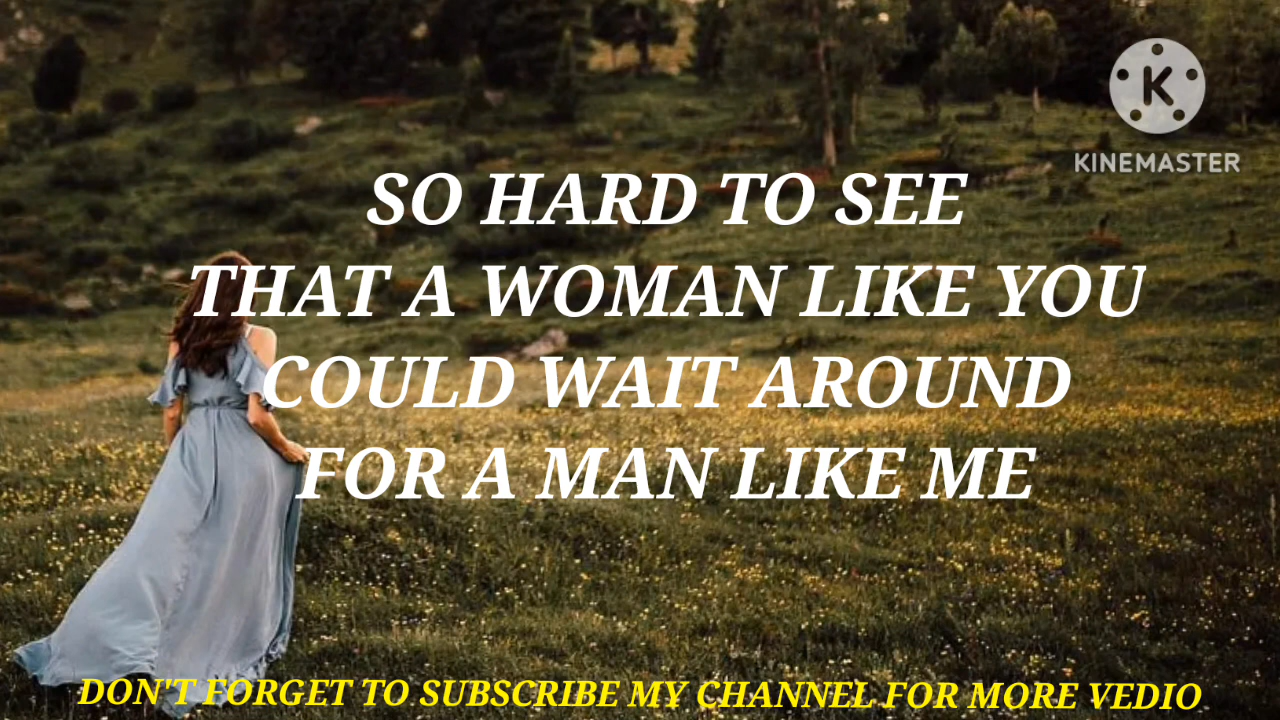 K
KINEMASTER
SO HARD TO SEE
THAT A WOMAN LIKE YOU
COULD WAIT AROUND
FOR A MAN LIKE ME
DON'T FORGET TO SUBSCRIBE MY CHANNEL FOR MORE VEDIO